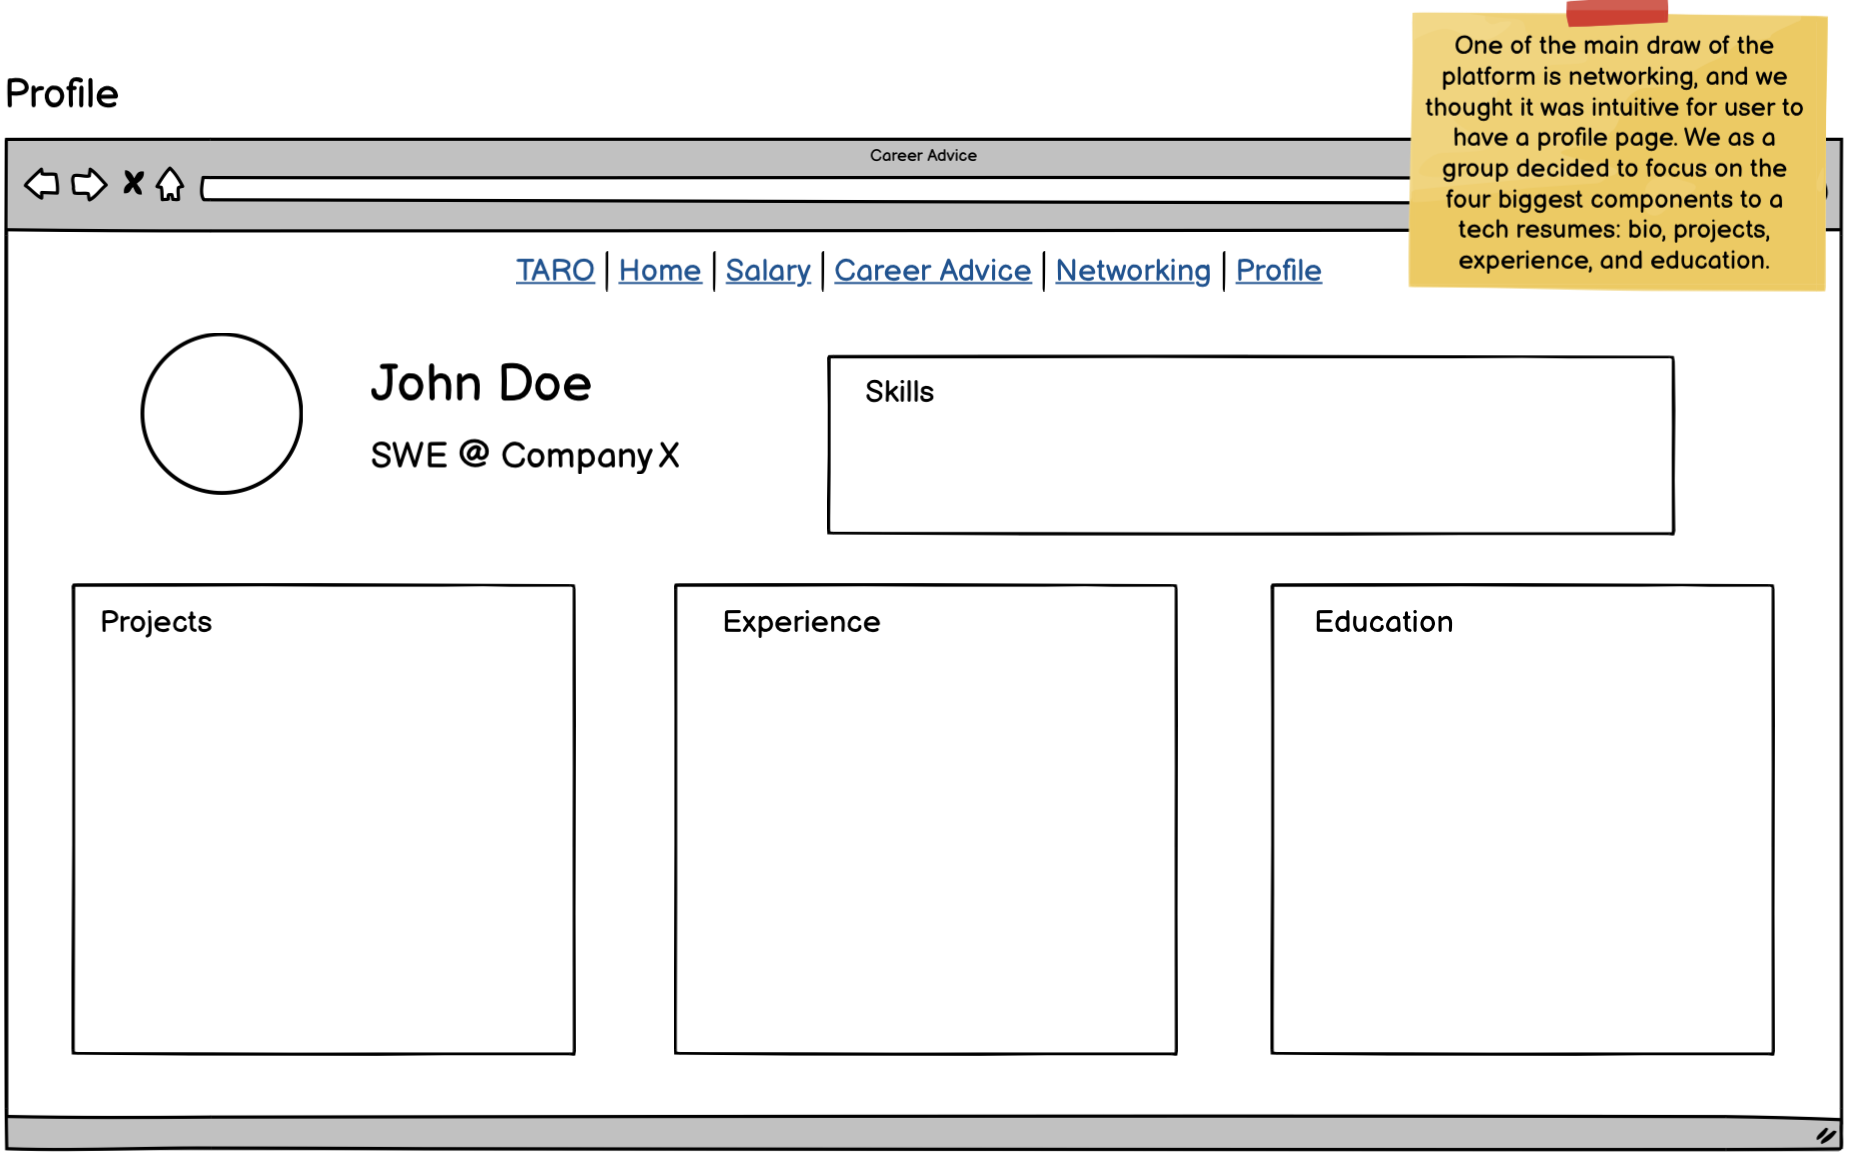 One of the main draw of the
platform is networking, and we
thought it was intuitive for user to
have a profile page. We as a
group decided to focus on the
four biggest components to a
tech resumes: bio, projects,
experience, and education.
Profile
Career Advice
TARO | Home | Salary | Career Advice | Networking | Profile
John Doe
SWE @ Company X
Skills
Projects
Experience
Education